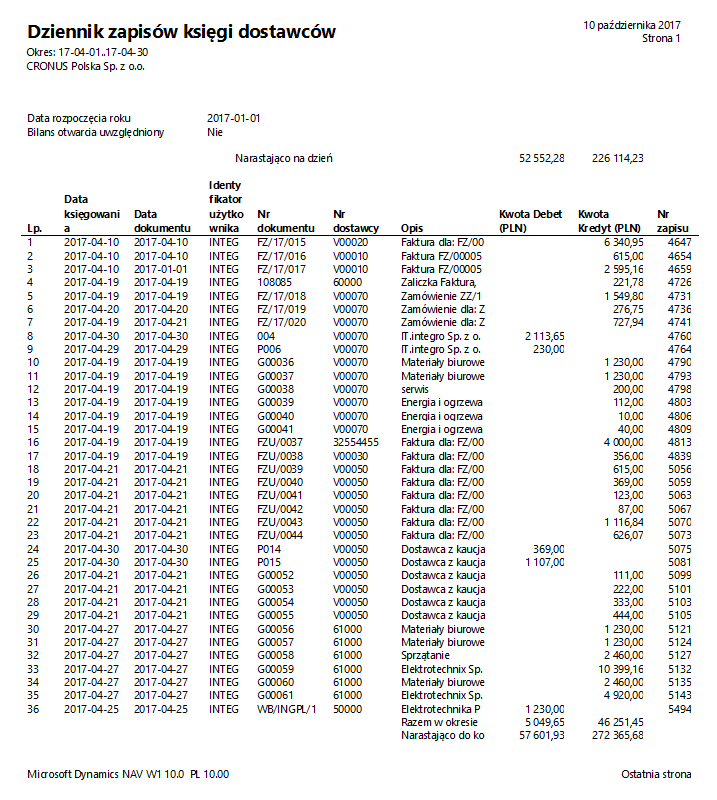 Dziennik zapisów księgi dostawców
10 października 2017
Strona 1
Okres: 17-04-01..17-04-30
CRONUS Polska Sp. z o.o.
Data rozpoczęcia roku 2017-01-01
Bilans otwarcia uwzględniony Nie
Narastająco na dzień 52 552,28 226 114,23
Lp. Data księgowani a Data dokumentu Identy fikator użytko wnika Nr dokumentu Nr dostawcy Opis Kwota Debet (PLN) Kwota Kredyt (PLN) Nr zapisu
1 2017-04-10 2017-04-10 INTEG FZ/17/015 V00020 Faktura dla: FZ/00 6 340,95 4647
2 2017-04-10 2017-04-10 INTEG FZ/17/016 V00010 Faktura FZ/00005 615,00 4654
3 2017-04-10 2017-01-01 INTEG FZ/17/017 V00010 Faktura FZ/00005 2 595,16 4659
4 2017-04-19 2017-04-19 INTEG 108085 60000 Zaliczka Faktura, 221,78 4726
5 2017-04-19 2017-04-19 INTEG FZ/17/018 V00070 Zamówienie ZZ/1 1 549,80 4731
6 2017-04-20 2017-04-19 INTEG FZ/17/019 V00070 Zamówienie dla: Z 276,75 4736
7 2017-04-19 2017-04-21 INTEG FZ/17/020 V00070 Zamówienie dla: Z 727,94 4741
8 2017-04-30 2017-04-30 INTEG 004 V00070 IT.integro Sp. z o. 2 113,65 4760
9 2017-04-29 2017-04-29 INTEG P006 V00070 IT.integro Sp. z o. 230,00 4764
10 2017-04-19 2017-04-19 INTEG G00036 V00070 Materiały biurowe 1 230,00 4790
11 2017-04-19 2017-04-19 INTEG G00037 V00070 Materiały biurowe 1 230,00 4793
12 2017-04-19 2017-04-19 INTEG G00038 V00070 serwis 200,00 4798
13 2017-04-19 2017-04-19 INTEG G00039 V00070 Energia i ogrzewa 112,00 4803
14 2017-04-19 2017-04-19 INTEG G00040 V00070 Energia i ogrzewa 10,00 4806
15 2017-04-19 2017-04-19 INTEG G00041 V00070 Energia i ogrzewa 40,00 4809
16 2017-04-19 2017-04-19 INTEG FZU/0037 32554455 Faktura dla: FZ/00 4 000,00 4813
17 2017-04-19 2017-04-19 INTEG FZU/0038 V00030 Faktura dla: FZ/00 356,00 4839
18 2017-04-21 2017-04-21 INTEG FZU/0039 V00050 Faktura dla: FZ/00 615,00 5056
19 2017-04-21 2017-04-21 INTEG FZU/0040 V00050 Faktura dla: FZ/00 369,00 5059
20 2017-04-21 2017-04-21 INTEG FZU/0041 V00050 Faktura dla: FZ/00 123,00 5063
21 2017-04-21 2017-04-21 INTEG FZU/0042 V00050 Faktura dla: FZ/00 87,00 5067
22 2017-04-21 2017-04-21 INTEG FZU/0043 V00050 Faktura dla: FZ/00 1 116,84 5070
23 2017-04-21 2017-04-21 INTEG FZU/0044 V00050 Faktura dla: FZ/00 626,07 5073
24 2017-04-30 2017-04-30 INTEG P014 V00050 Dostawca z kaucja 369,00 5075
25 2017-04-30 2017-04-30 INTEG P015 V00050 Dostawca z kaucja 1 107,00 5081
26 2017-04-21 2017-04-21 INTEG G00052 V00050 Dostawca z kaucja 111,00 5099
27 2017-04-21 2017-04-21 INTEG G00053 V00050 Dostawca z kaucja 222,00 5101
28 2017-04-21 2017-04-21 INTEG G00054 V00050 Dostawca z kaucja 333,00 5103
29 2017-04-21 2017-04-21 INTEG G00055 V00050 Dostawca z kaucja 444,00 5105
30 2017-04-27 2017-04-27 INTEG G00056 61000 Materiały biurowe 1 230,00 5121
31 2017-04-27 2017-04-27 INTEG G00057 61000 Materiały biurowe 1 230,00 5124
32 2017-04-27 2017-04-27 INTEG G00058 61000 Sprzątanie 2 460,00 5127
33 2017-04-27 2017-04-27 INTEG G00059 61000 Elektrotechnix Sp. 10 399,16 5132
34 2017-04-27 2017-04-27 INTEG G00060 61000 Materiały biurowe 2 460,00 5135
35 2017-04-27 2017-04-27 INTEG G00061 61000 Elektrotechnix Sp. 4 920,00 5143
36 2017-04-25 2017-04-25 INTEG WB/INGPL/1 50000 Elektrotechnika P 1 230,00 5494
Razem w okresie 5 049,65 46 251,45
Narastająco do ko 57 601,93 272 365,68
Microsoft Dynamics NAV W1 10.0 PL 10.00 Ostatnia strona